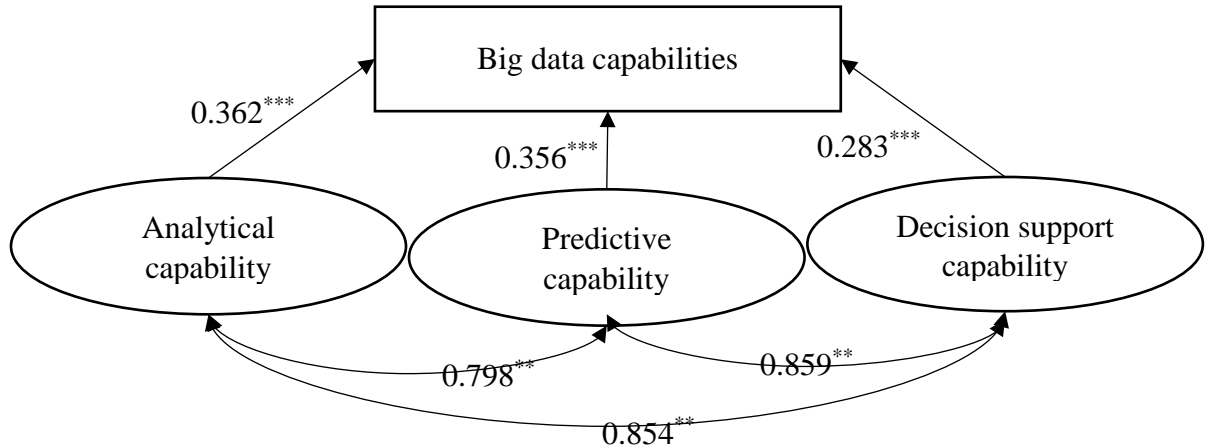 Big data capabilities
0.362***
0.356***
0.283***
Analytical
capability
Predictive
capability
Decision support
capability
0.798**
0.859**
0.854**